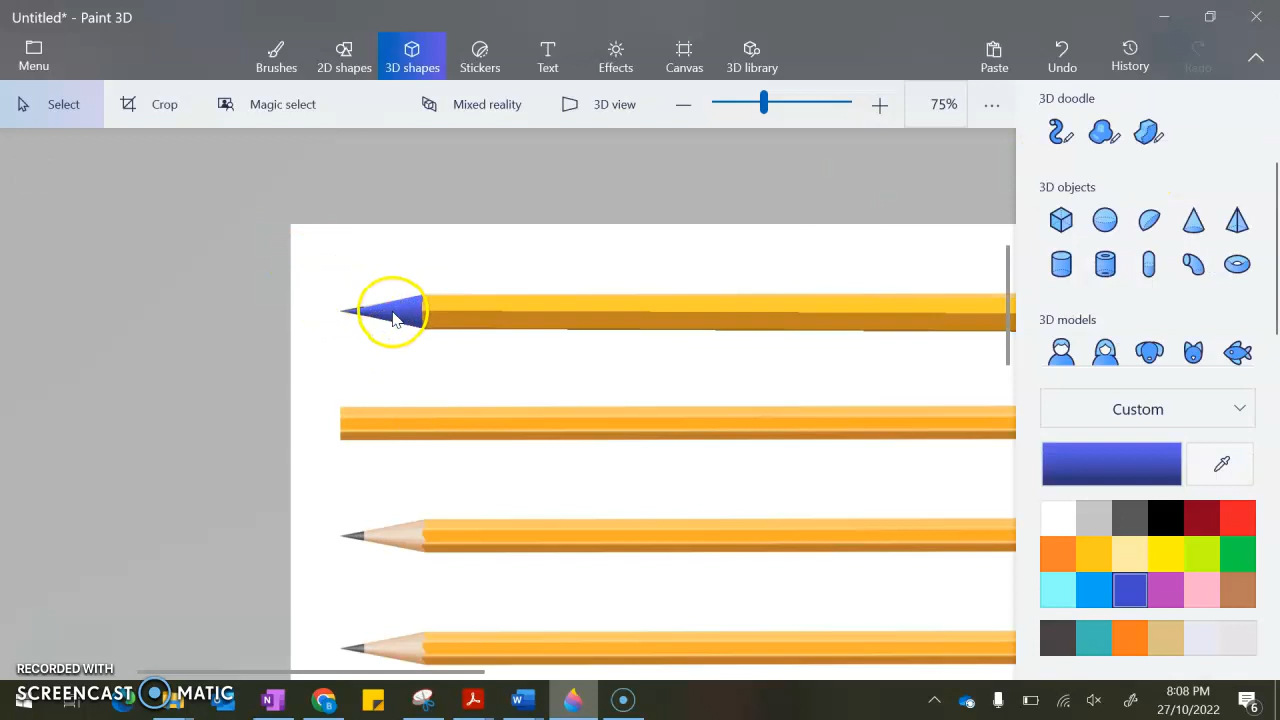 Untitled* - Paint 3D
Menu
Brushes
2D shapes
3D shapes
Stickers
Text
Effects
Canvas
3D library
Paste
Undo
History
Redo
Select
Crop
Magic select
Mixed reality
3D view
75%
3D doodle
3D objects
3D models
Custom
RECORDED WITH
SCREENCAST MATIC
8:08 PM
27/10/2022
6